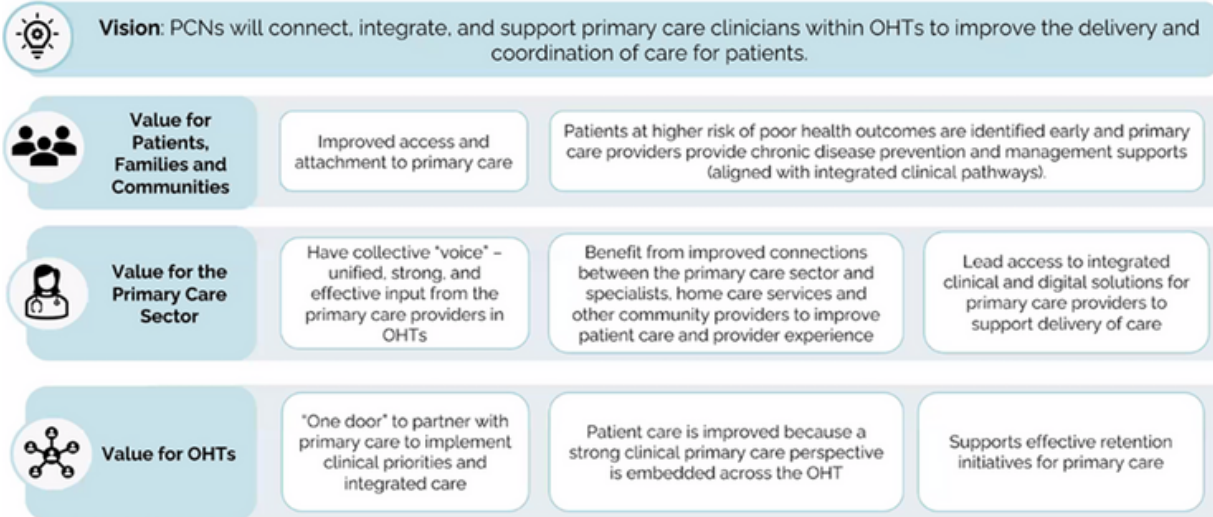 Vision: PCNs will connect, integrate, and support primary care clinicians within OHTs to improve the delivery and
coordination of care for patients.
Value for
Patients,
Families and
Communities
Improved access and
attachment to primary care
Patients at higher risk of poor health outcomes are identified early and primary
care providers provide chronic disease prevention and management supports
(aligned with integrated clinical pathways).
Value for the
Primary Care
Sector
Have collective "voice" –
unified, strong, and
effective input from the
primary care providers in
OHTs
Benefit from improved connections
between the primary care sector and
specialists, home care services and
other community providers to improve
patient care and provider experience
Lead access to integrated
clinical and digital solutions for
primary care providers to
support delivery of care
Value for OHTs
"One door" to partner with
primary care to implement
clinical priorities and
integrated care
Patient care is improved because a
strong clinical primary care perspective
is embedded across the OHT
Supports effective retention
initiatives for primary care